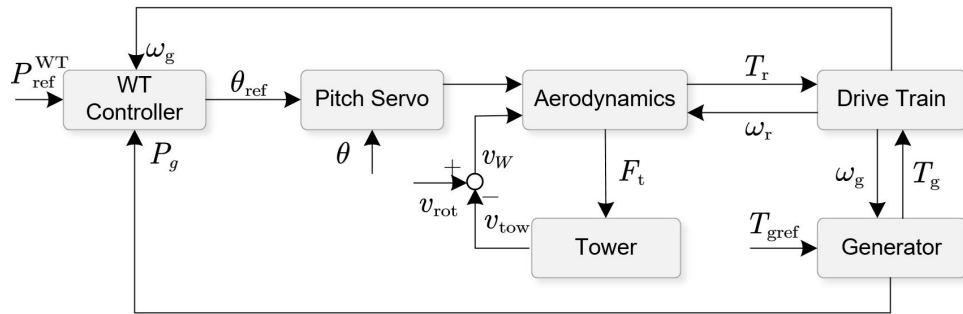 ω_g
P_ref^WT
WT
Controller
θ_ref
Pitch Servo
Aerodynamics
T_r
Drive Train
ω_r
P_g
θ
+
v_W
v_rot
−
v_tow
F_t
ω_g
T_g
Tower
T_gref
Generator